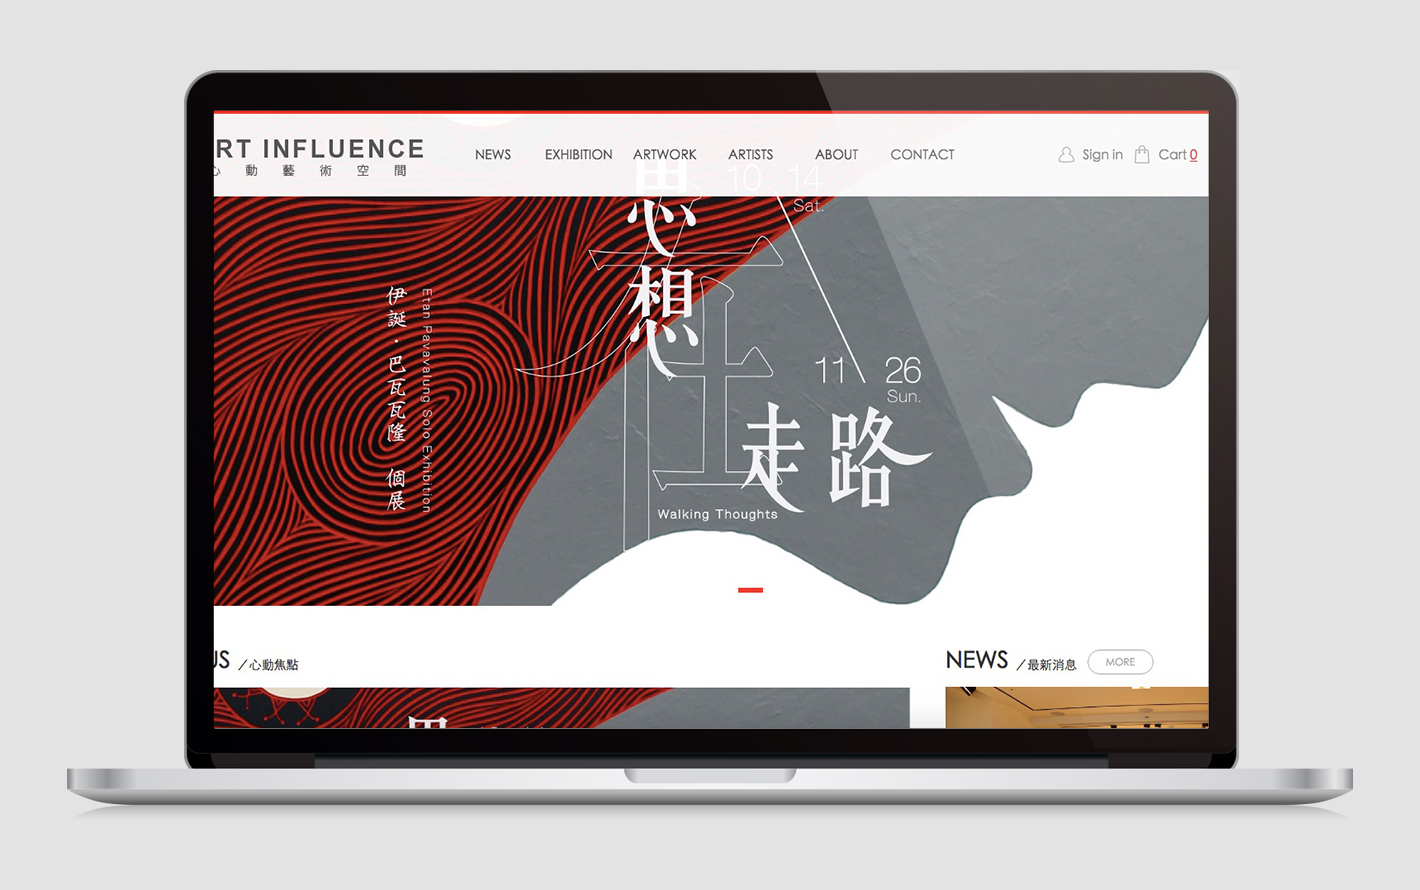 RT INFLUENCE
心動藝術空間
NEWS
EXHIBITION
ARTWORK
ARTISTS
ABOUT
CONTACT
Sign in
Cart 0
10 14
Sat.
思想
在
走路
Walking Thoughts
11 26
Sun.
伊誕·巴瓦瓦隆 個展
Etan Pavavalung Solo Exhibition
US /心動焦點
NEWS /最新消息
MORE